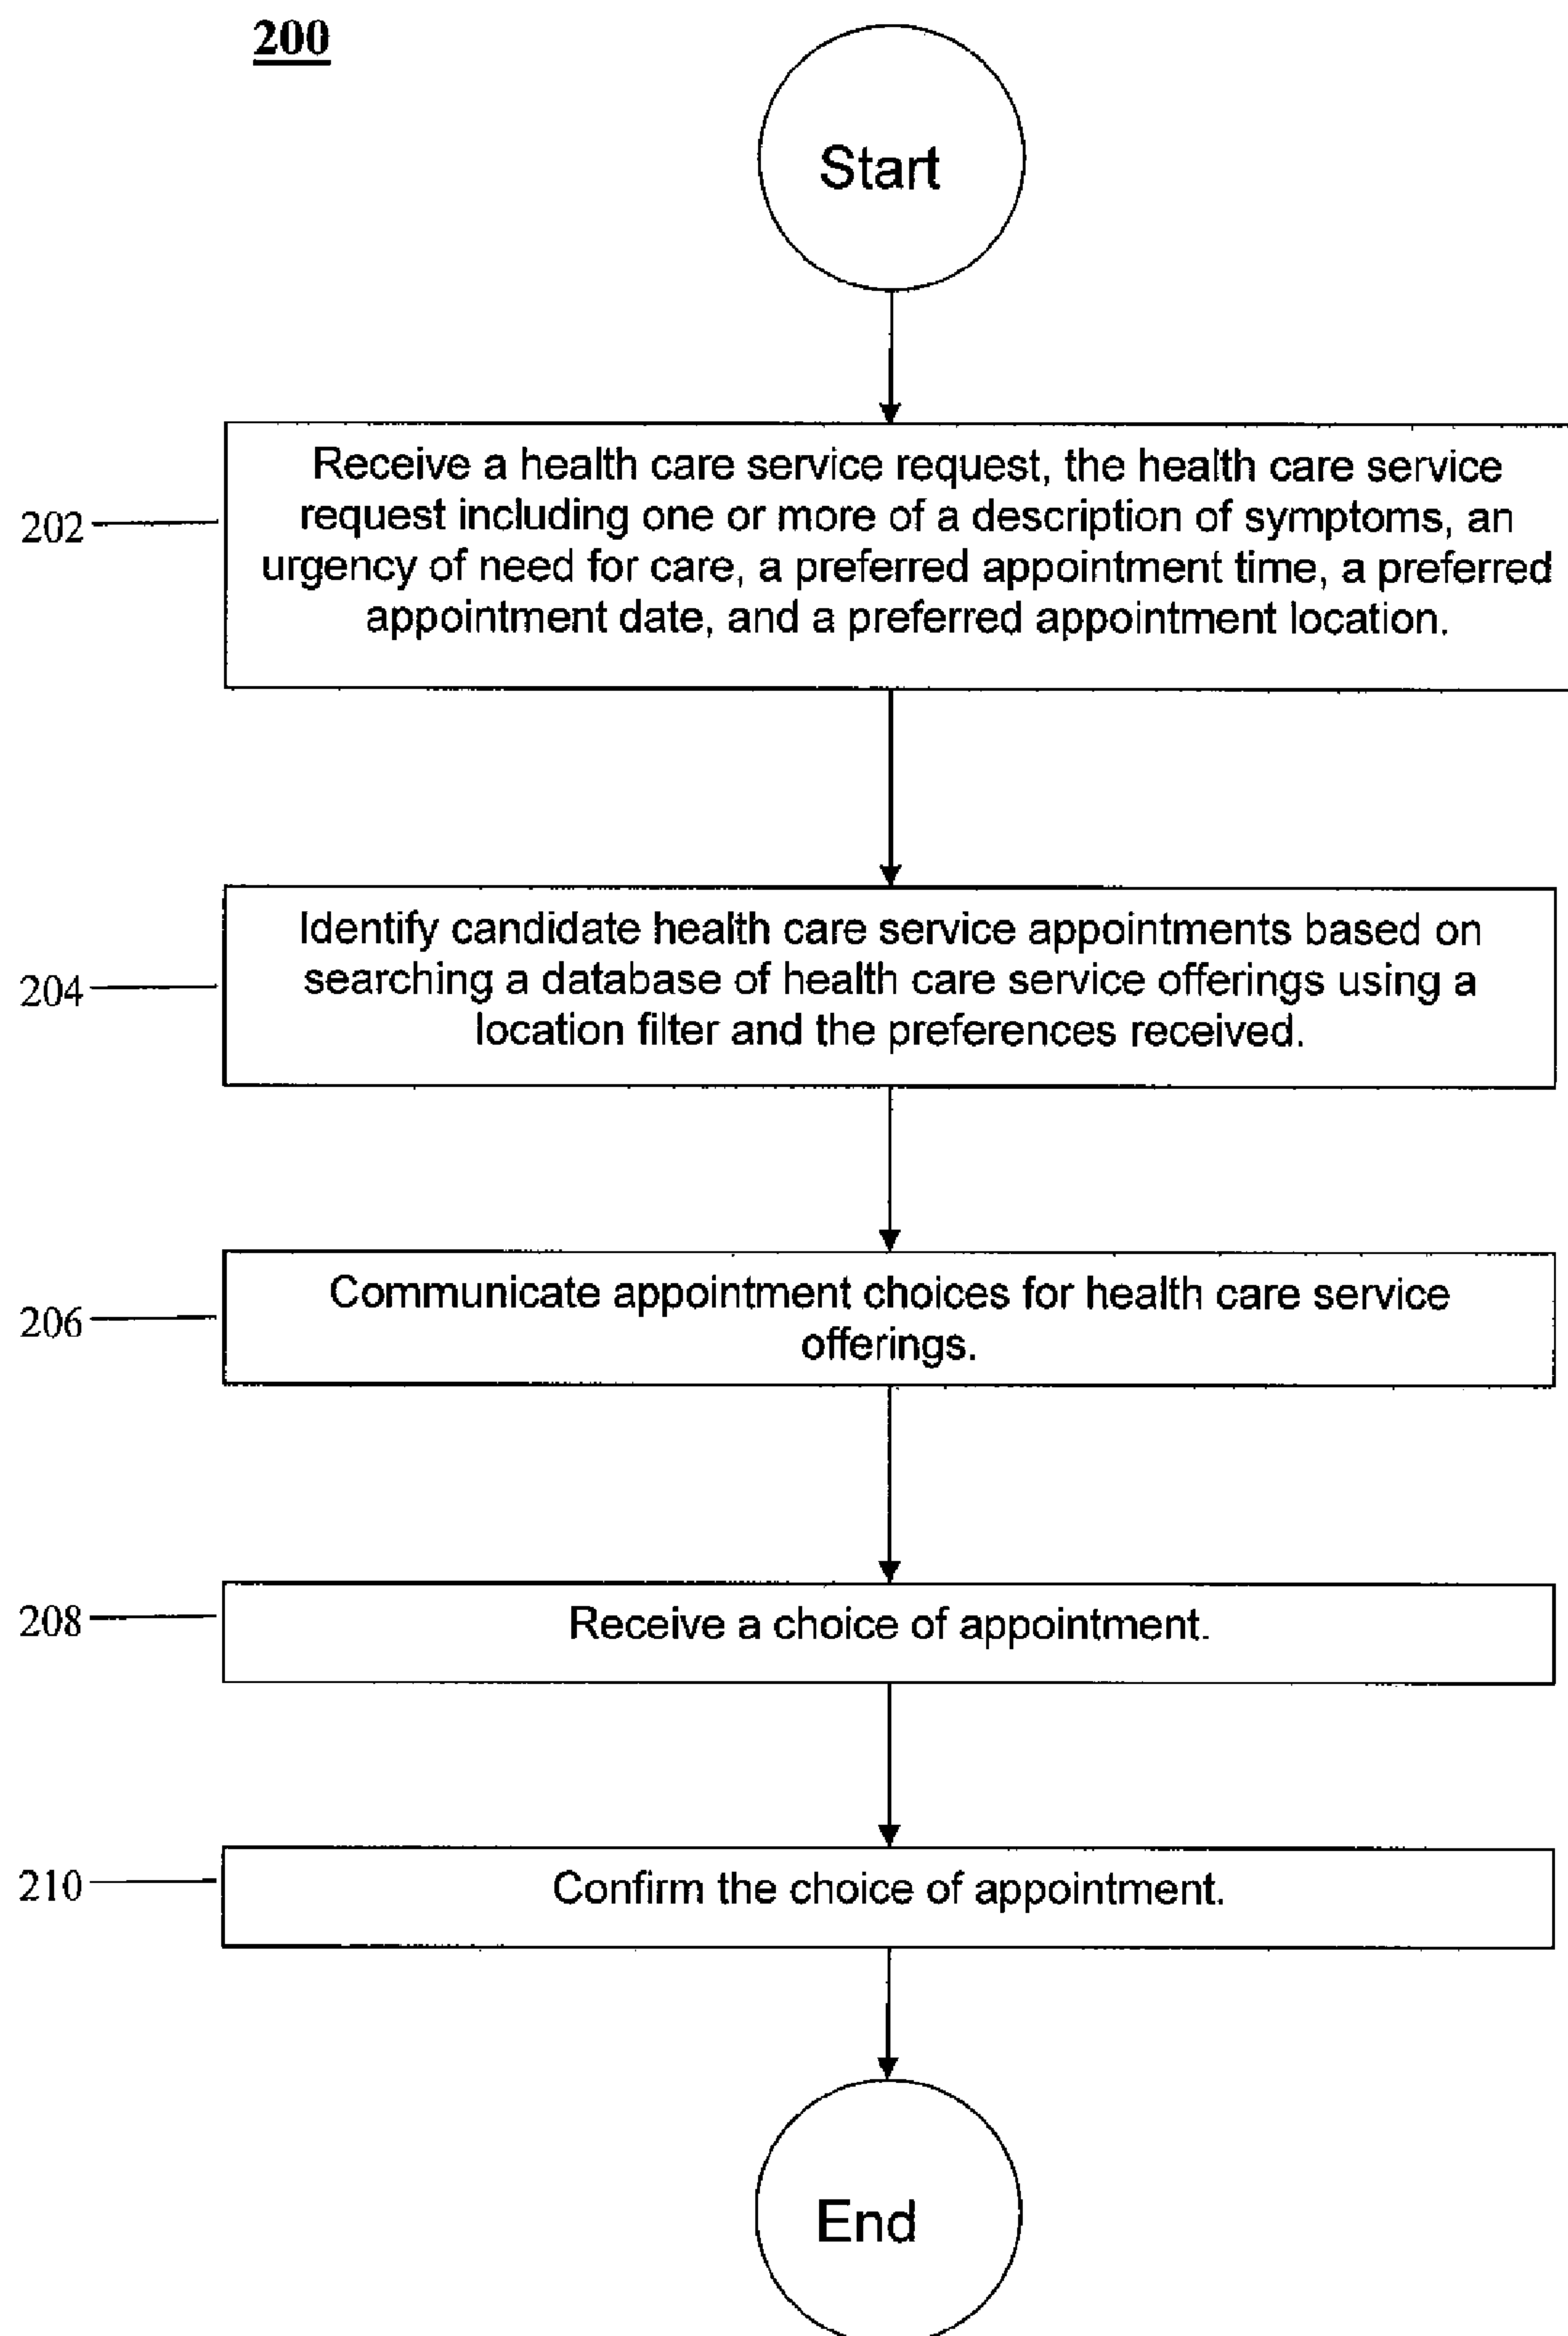 200
Start
202
Receive a health care service request, the health care service
request including one or more of a description of symptoms, an
urgency of need for care, a preferred appointment time, a preferred
appointment date, and a preferred appointment location.
204
Identify candidate health care service appointments based on
searching a database of health care service offerings using a
location filter and the preferences received.
206
Communicate appointment choices for health care service
offerings.
208
Receive a choice of appointment.
210
Confirm the choice of appointment.
End